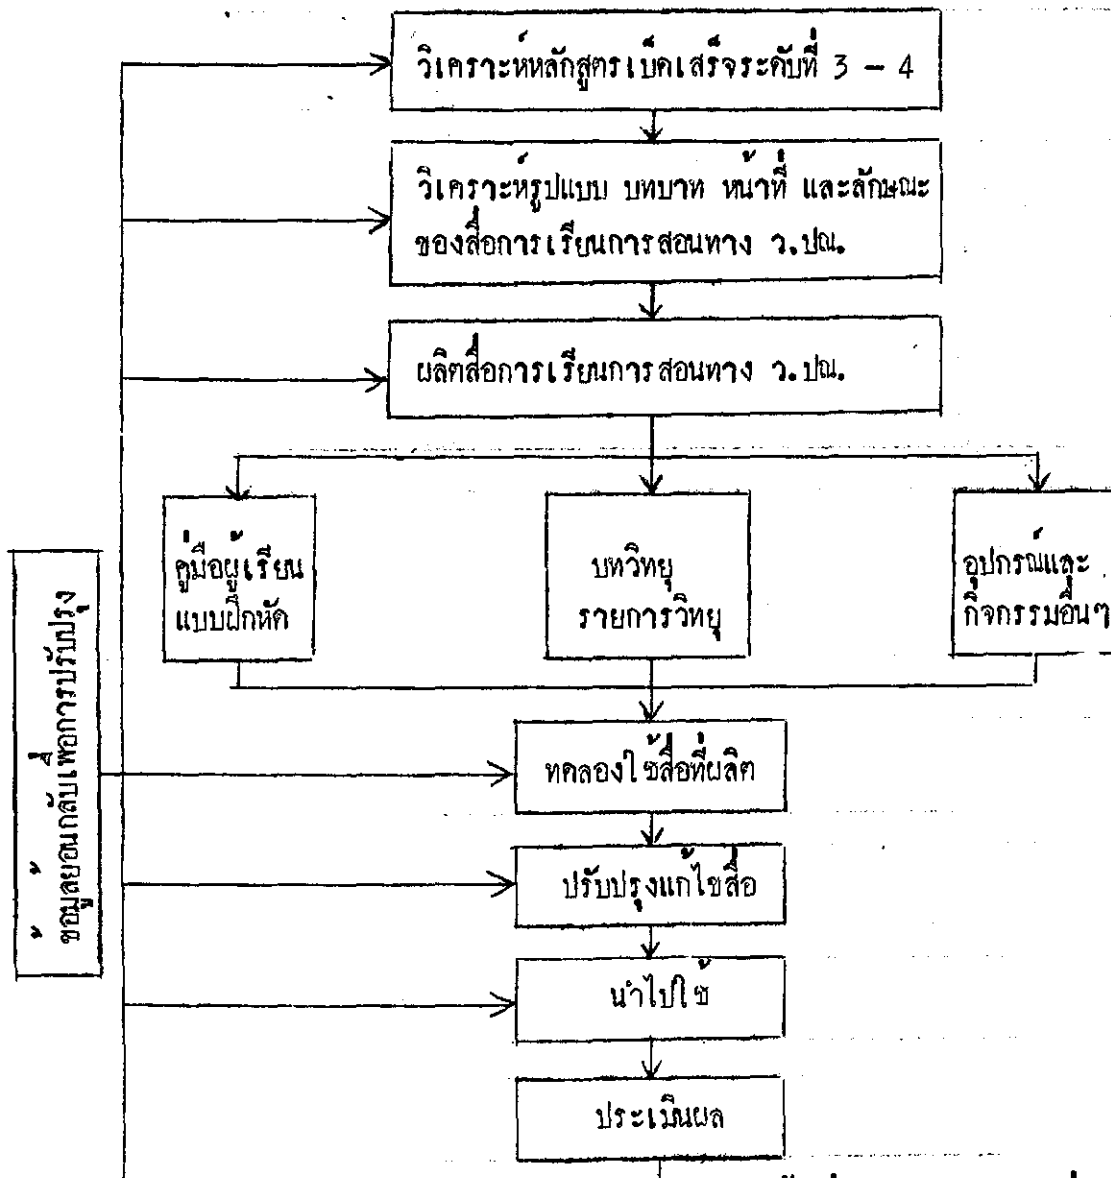 วิเคราะห์หลักสูตรเบ็ดเสร็จระดับที่ 3 - 4
วิเคราะห์รูปแบบ บทบาท หน้าที่ และลักษณะ
ของสื่อการเรียนการสอนทาง ว.ปณ.
ผลิตสื่อการเรียนการสอนทาง ว.ปณ.
คู่มือผู้เรียน
แบบฝึกหัด
บทวิทยุ
รายการวิทยุ
อุปกรณ์และ
กิจกรรมอื่นๆ
ข้อมูลย้อนกลับเพื่อการปรับปรุง
ทดลองใช้สื่อที่ผลิต
ปรับปรุงแก้ไขสื่อ
นำไปใช้
ประเมินผล